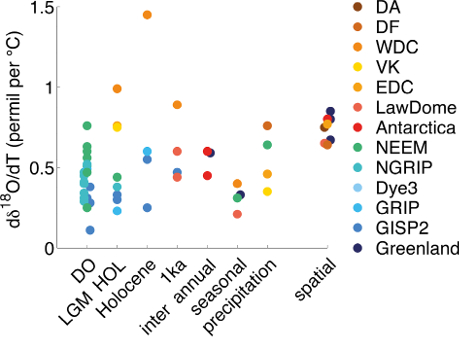 dδ¹⁸O/dT (permil per °C)
1.5
1
0.5
0
DO
LGM HOL
Holocene
1ka
inter annual
seasonal
precipitation
spatial
DA
DF
WDC
VK
EDC
LawDome
Antarctica
NEEM
NGRIP
Dye3
GRIP
GISP2
Greenland